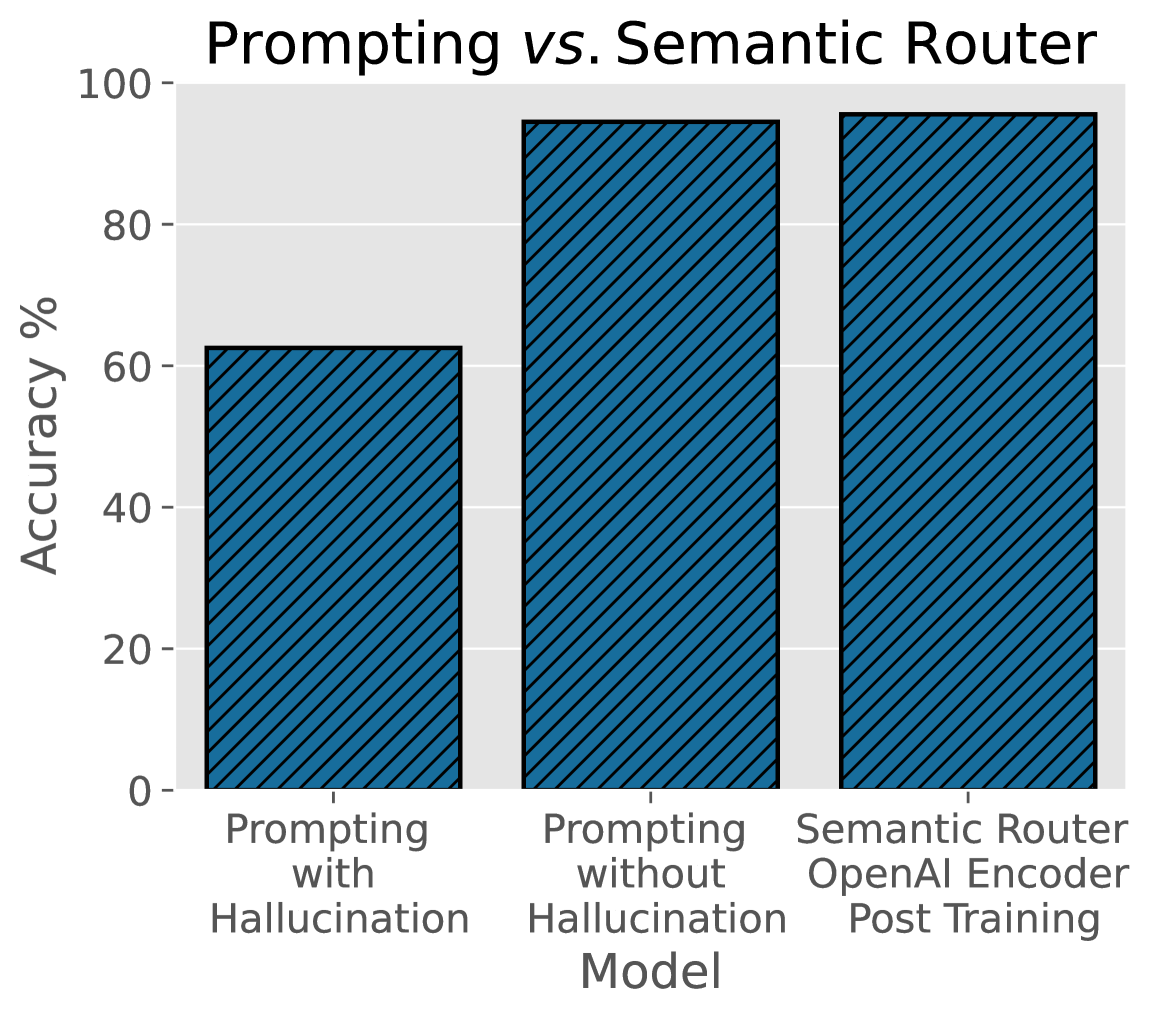 Prompting vs. Semantic Router
100
80
60
40
20
0
Accuracy %
Prompting
with
Hallucination
Prompting
without
Hallucination
Semantic Router
OpenAI Encoder
Post Training
Model